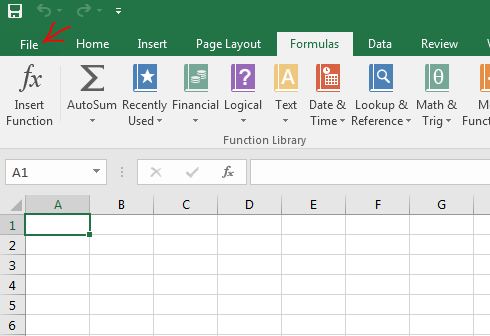 File Home Insert Page Layout Formulas Data Review
fx Σ A θ
Insert Function AutoSum Recently Used Financial Logical Text Date & Time Lookup & Reference Math & Trig
Function Library
A1 fx
A B C D E F G
1
2
3
4
5
6